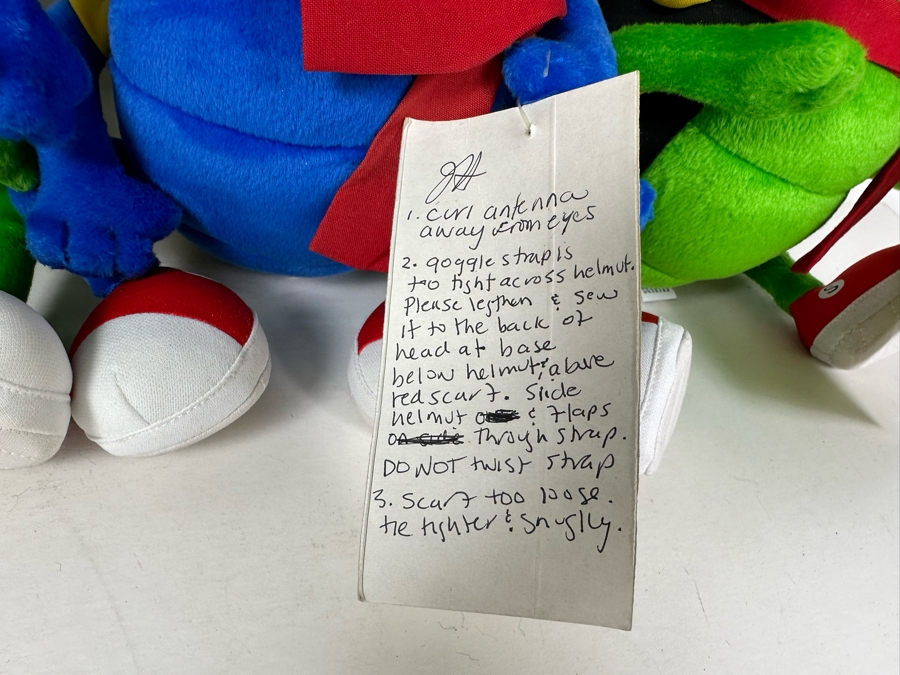 1. curl antenna
away from eyes
2. goggle strap is
too tight across helmut.
Please legthen & sew
it to the back of
head at base
below helmut & above
red scarf. Slide
helmut & flaps
through strap.
DO NOT twist strap
3. Scarf too loose.
tie tighter & snuglly.